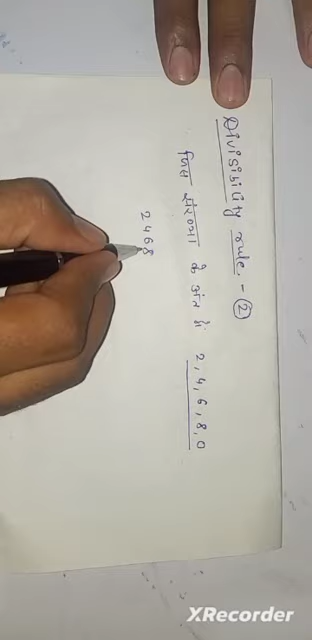 Divisibility rule - ②
जिस संख्या के अंत में 2, 4, 6, 8, 0
2468
XRecorder